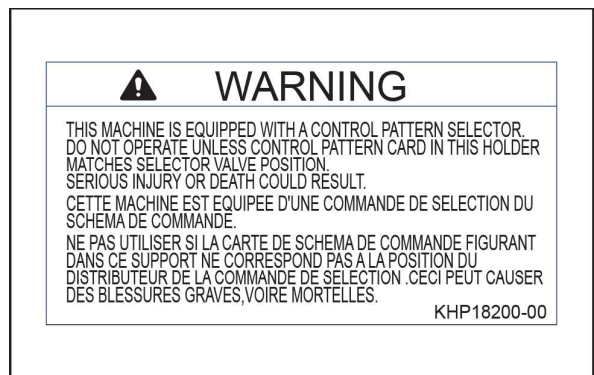 WARNING
THIS MACHINE IS EQUIPPED WITH A CONTROL PATTERN SELECTOR.
DO NOT OPERATE UNLESS CONTROL PATTERN CARD IN THIS HOLDER
MATCHES SELECTOR VALVE POSITION.
SERIOUS INJURY OR DEATH COULD RESULT.
CETTE MACHINE EST EQUIPEE D'UNE COMMANDE DE SELECTION DU
SCHEMA DE COMMANDE.
NE PAS UTILISER SI LA CARTE DE SCHEMA DE COMMANDE FIGURANT
DANS CE SUPPORT NE CORRESPOND PAS A LA POSITION DU
DISTRIBUTEUR DE LA COMMANDE DE SELECTION .CECI PEUT CAUSER
DES BLESSURES GRAVES,VOIRE MORTELLES.
KHP18200-00